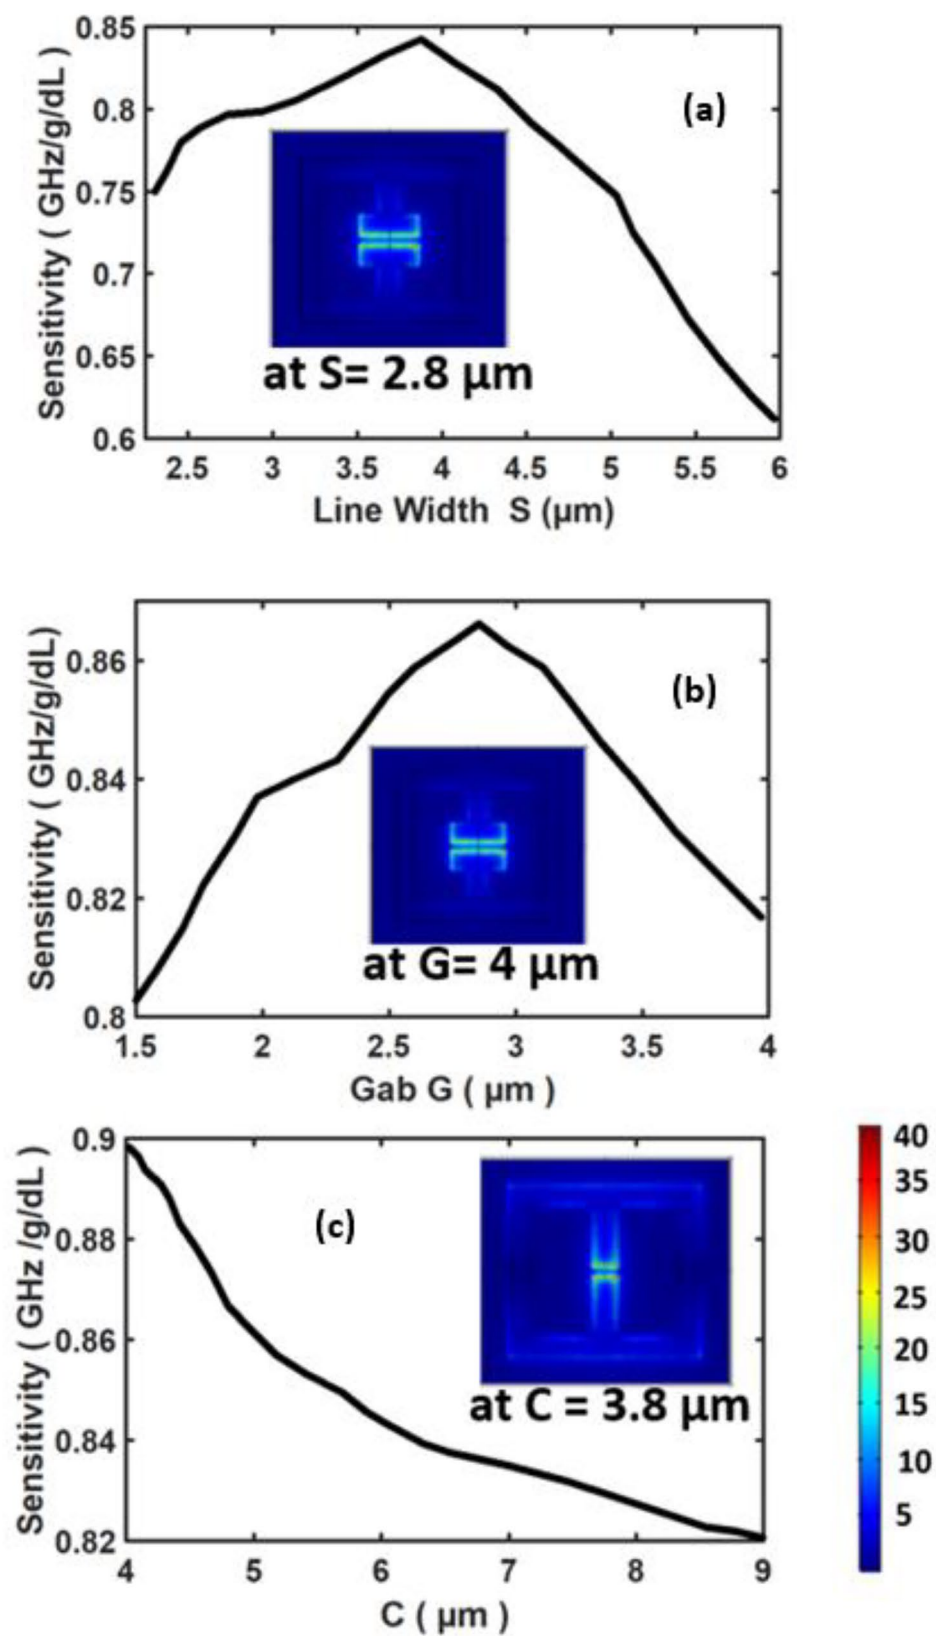 0.85
0.8
0.75
0.7
0.65
0.6
Sensitivity ( GHz/g/dL )
(a)
at S= 2.8 µm
2.5 3 3.5 4 4.5 5 5.5 6
Line Width S (µm)
0.86
0.84
0.82
0.8
Sensitivity ( GHz/g/dL)
(b)
at G= 4 µm
1.5 2 2.5 3 3.5 4
Gab G ( µm )
0.9
0.88
0.86
0.84
0.82
Sensitivity ( GHz /g/dL )
(c)
at C = 3.8 µm
4 5 6 7 8 9
C ( µm )
40
35
30
25
20
15
10
5